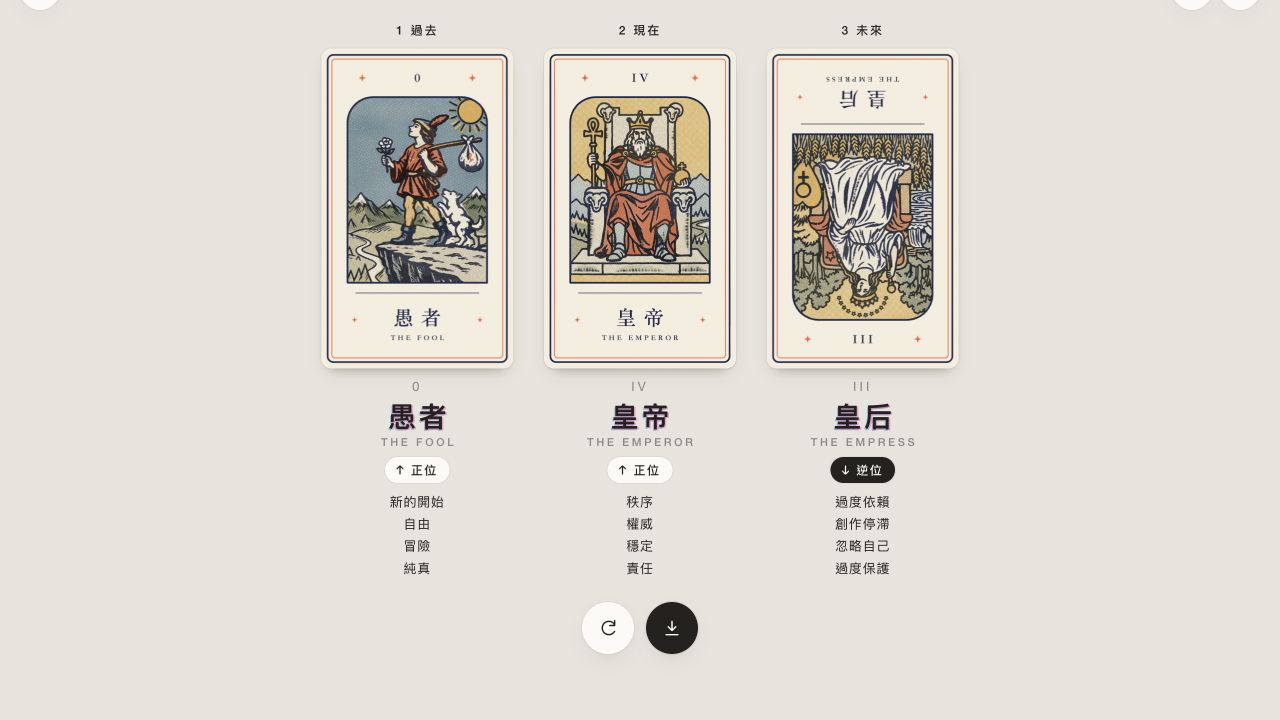 1 過去
0
愚者
THE FOOL
0
愚者
THE FOOL
正位
新的開始
自由
冒險
純真
2 現在
IV
皇帝
THE EMPEROR
IV
皇帝
THE EMPEROR
正位
秩序
權威
穩定
責任
3 未來
THE EMPRESS
皇后
III
III
皇后
THE EMPRESS
逆位
過度依賴
創作停滯
忽略自己
過度保護